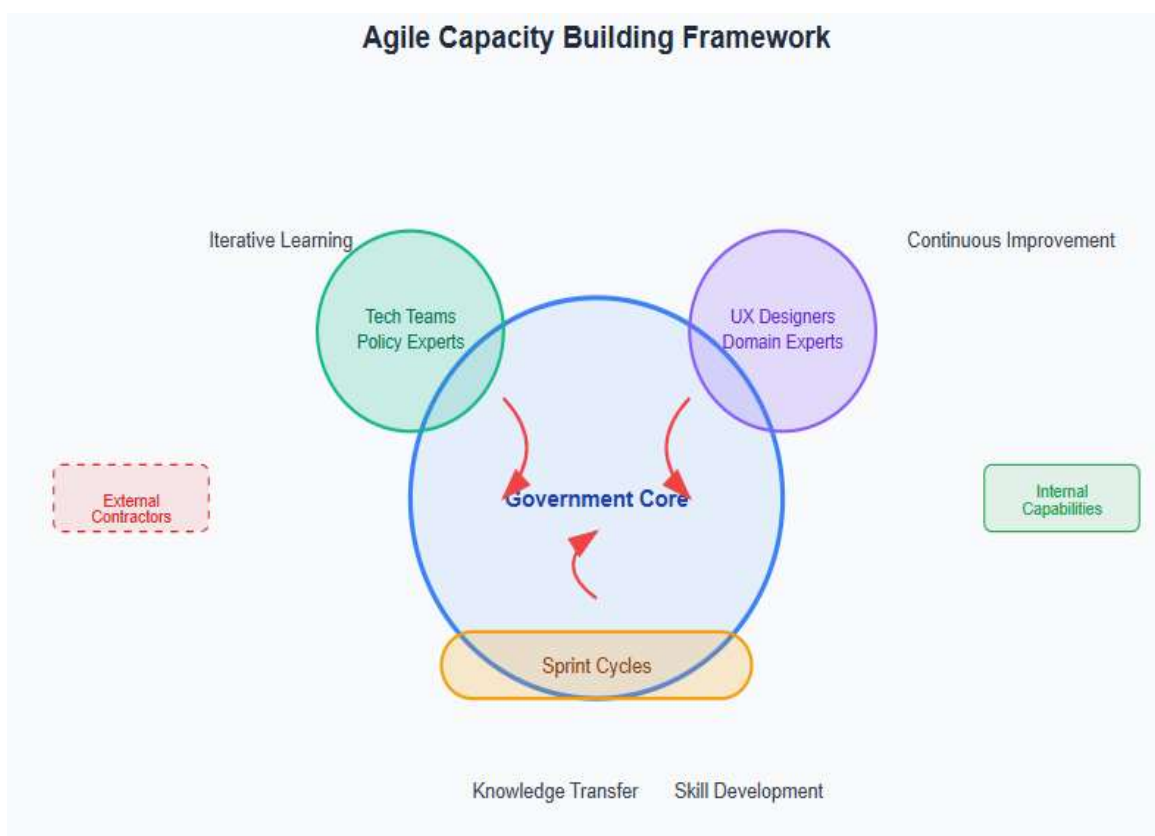 Agile Capacity Building Framework
Iterative Learning
Continuous Improvement
Tech Teams
Policy Experts
UX Designers
Domain Experts
External
Contractors
Government Core
Internal
Capabilities
Sprint Cycles
Knowledge Transfer
Skill Development